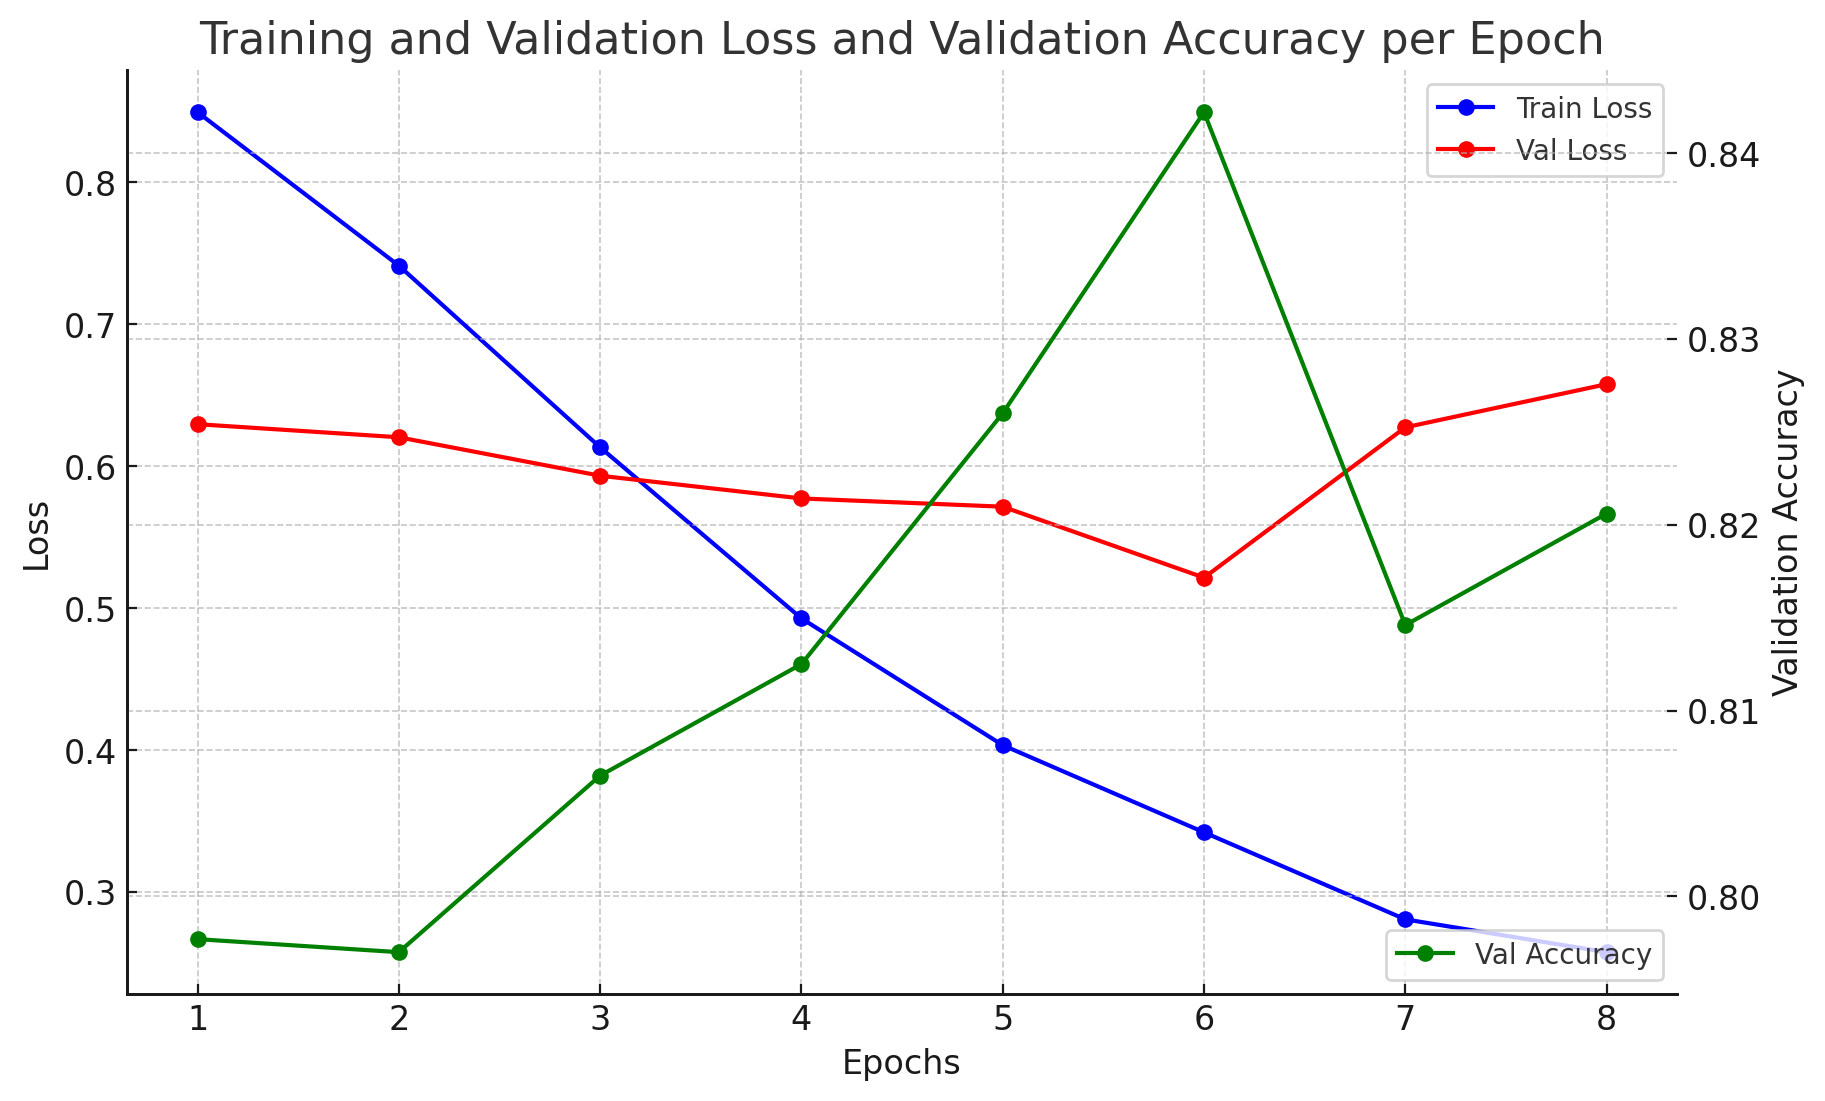 Training and Validation Loss and Validation Accuracy per Epoch
Train Loss
Val Loss
0.8
0.7
0.6
0.5
0.4
0.3
Loss
0.84
0.83
0.82
0.81
0.80
Validation Accuracy
Val Accuracy
1 2 3 4 5 6 7 8
Epochs